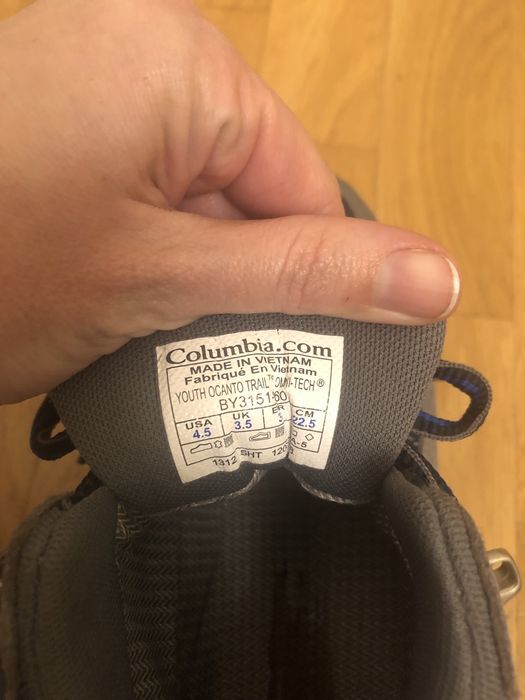 Columbia.com
MADE IN VIETNAM
Fabriqué En Vietnam
YOUTH OCANTO TRAIL™ OMNI-TECH®
USA UK CM
4.5 3.5 22.5
1312 SHT